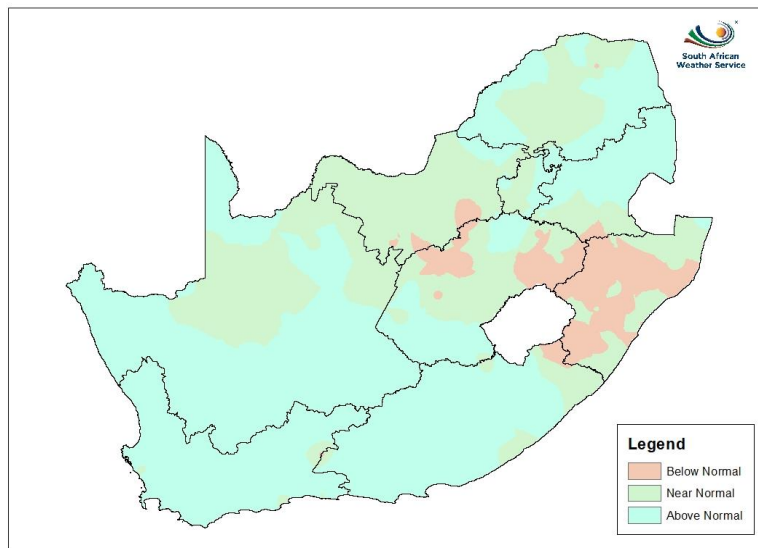 South African
Weather Service
Legend
Below Normal
Near Normal
Above Normal